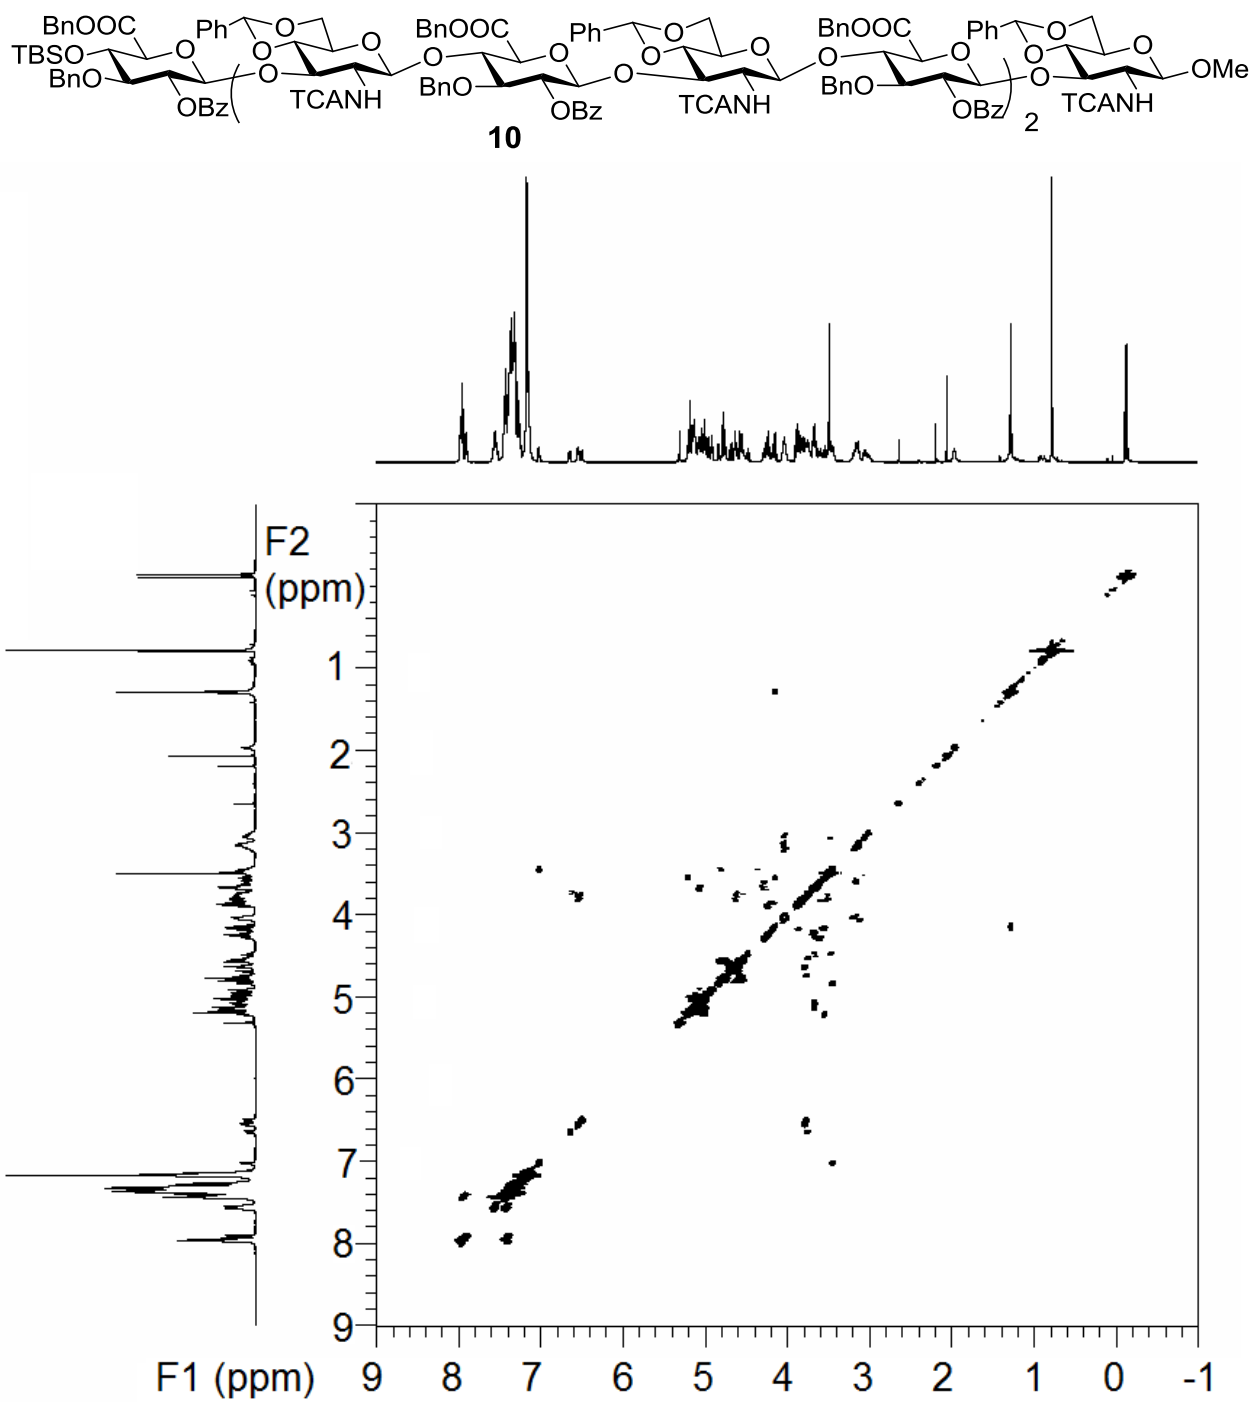 BnOOC O Ph O O O BnOOC O Ph O O O BnOOC O Ph O O O
TBSO O O O O O O O O O OMe
BnO OBz TCANH BnO OBz TCANH BnO OBz 2 TCANH
10
F2
(ppm)
1
2
3
4
5
6
7
8
9
F1 (ppm) 9 8 7 6 5 4 3 2 1 0 -1